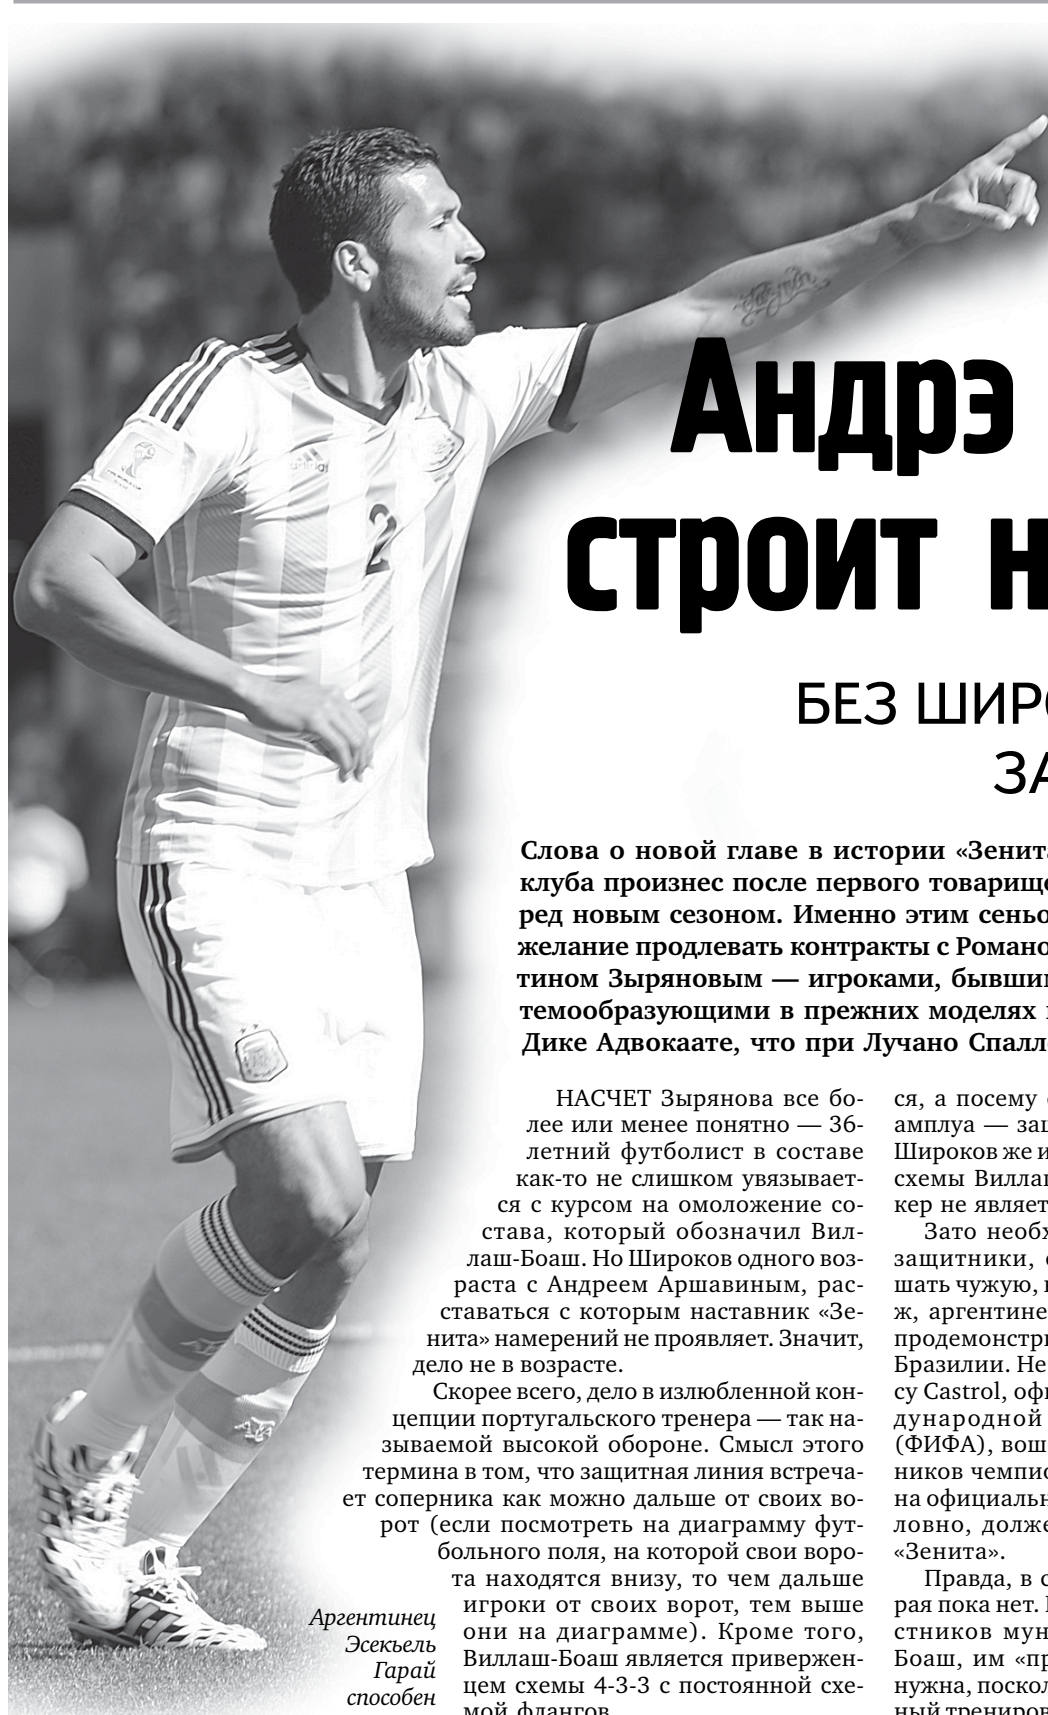 Андрэ
строит н
БЕЗ ШИРО
ЗА
Слова о новой главе в истории «Зенита
клуба произнес после первого товарище
ред новым сезоном. Именно этим сеньо
желание продлевать контракты с Романо
тином Зыряновым — игроками, бывшим
темообразующими в прежних моделях
Дике Адвокаате, что при Лучано Спалл
НАСЧЕТ Зырянова все бо-
лее или менее понятно — 36-
летний футболист в составе
как-то не слишком увязывает-
ся с курсом на омоложение со-
става, который обозначил Вил-
лаш-Боаш. Но Широков одного воз-
раста с Андреем Аршавиным, рас-
ставаться с которым наставник «Зе-
нита» намерений не проявляет. Значит,
дело не в возрасте.
Скорее всего, дело в излюбленной кон-
цепции португальского тренера — так на-
зываемой высокой обороне. Смысл этого
термина в том, что защитная линия встреча-
ет соперника как можно дальше от своих во-
рот (если посмотреть на диаграмму фут-
больного поля, на которой свои воро-
та находятся внизу, то чем дальше
игроки от своих ворот, тем выше
они на диаграмме). Кроме того,
Виллаш-Боаш является привержен-
цем схемы 4-3-3 с постоянной схе-
мой флангов
ся, а посему
амплуа — защ
Широков же и
схемы Виллаш
кер не являет
Зато необх
защитники,
шать чужую,
ж, аргентине
продемонстри
Бразилии. Не
су Castrol, офи
дународной
(ФИФА), вош
ников чемпио
на официальн
ловно, долже
«Зенита».
Правда, в с
рая пока нет.
стников мун
Боаш, им «пр
нужна, поскол
ный трениров
Аргентинец
Эсекьель
Гарай
способен
adidas
2